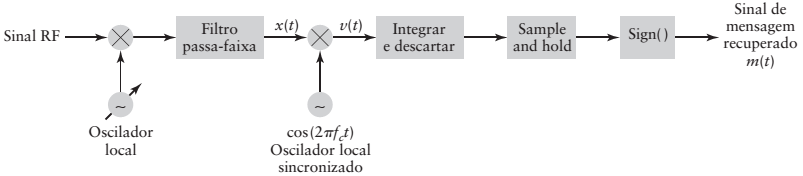 Sinal RF
Filtro
passa-faixa
x(t)
v(t)
Integrar
e descartar
Sample
and hold
Sign( )
Sinal de
mensagem
recuperado
m(t)
~
Oscilador
local
~
cos(2πf_c t)
Oscilador local
sincronizado